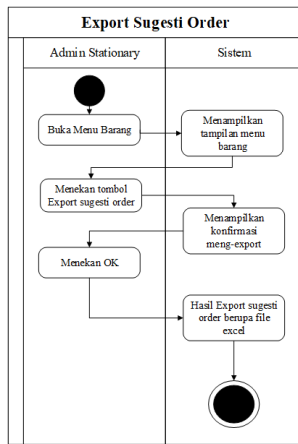 Export Sugesti Order
Admin Stationary
Sistem
Buka Menu Barang
Menampilkan
tampilan menu
barang
Menekan tombol
Export sugesti order
Menampilkan
konfirmasi
meng-export
Menekan OK
Hasil Export sugesti
order berupa file
excel